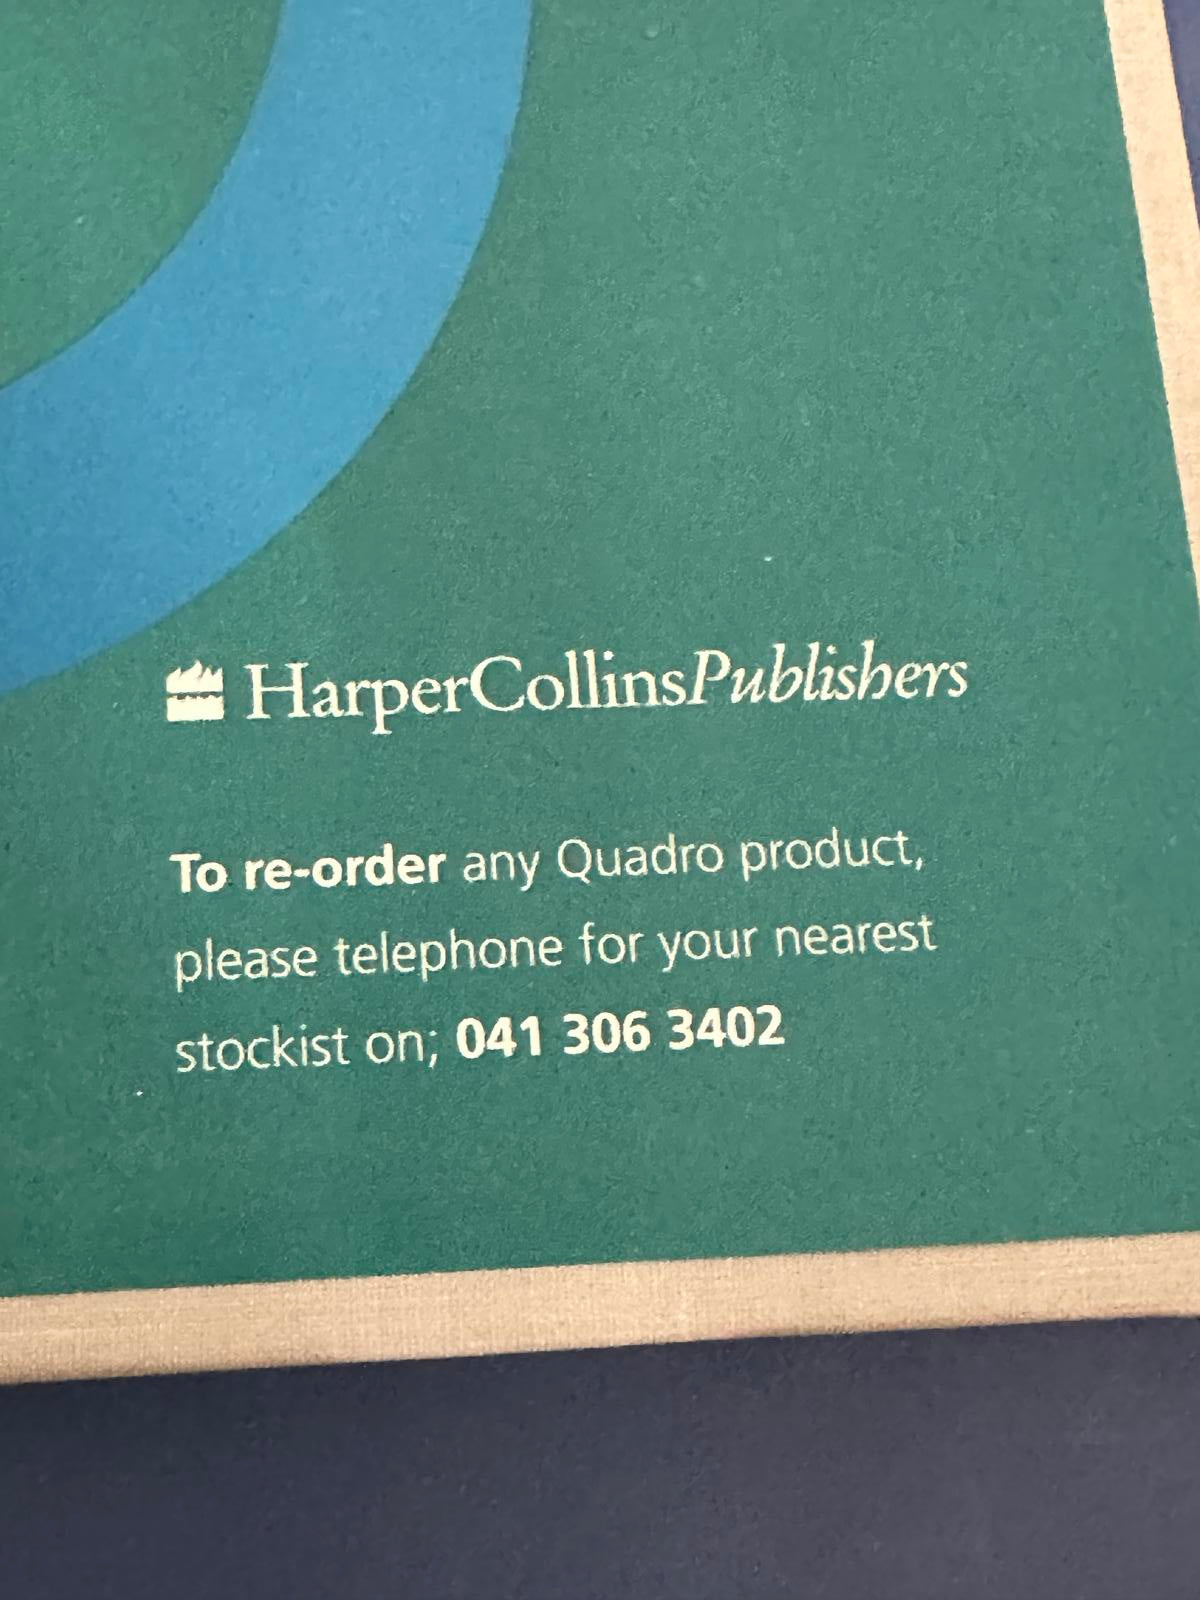 HarperCollinsPublishers
To re-order any Quadro product,
please telephone for your nearest
stockist on; 041 306 3402